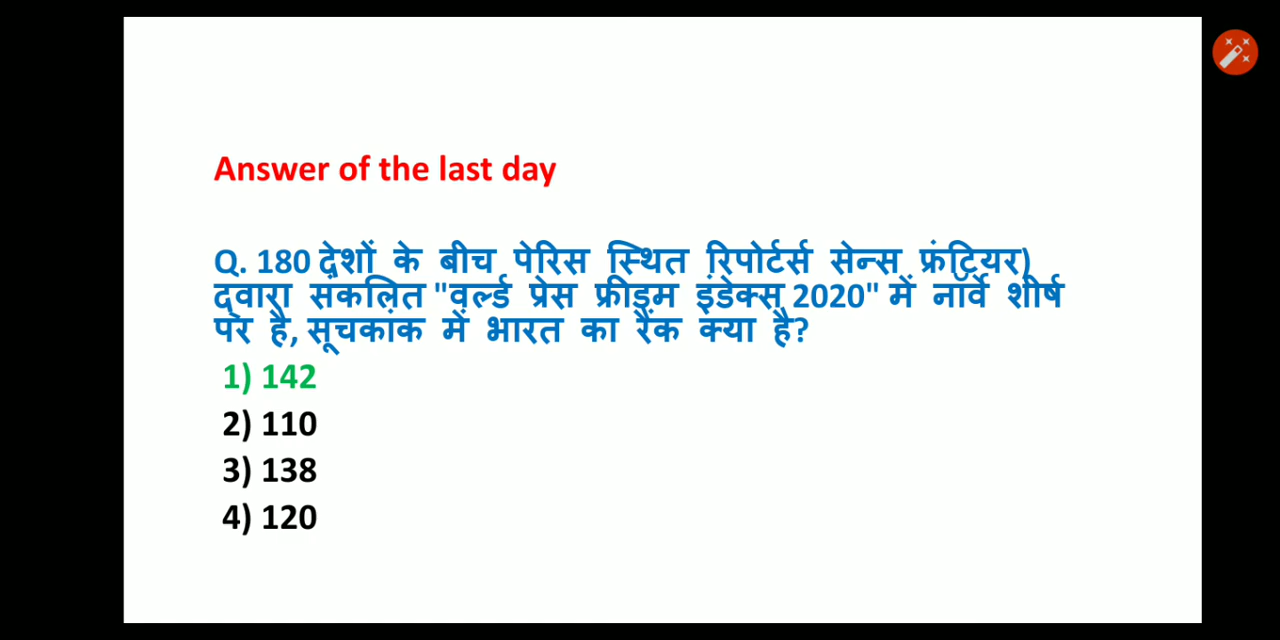 Answer of the last day
Q. 180 देशों के बीच पेरिस स्थित रिपोर्टर्स सेन्स फ्रंटियर)
द्वारा संकलित "वर्ल्ड प्रेस फ्रीडम इंडेक्स 2020" में नॉर्वे शीर्ष
पर है, सूचकांक में भारत का रैंक क्या है?
1) 142
2) 110
3) 138
4) 120